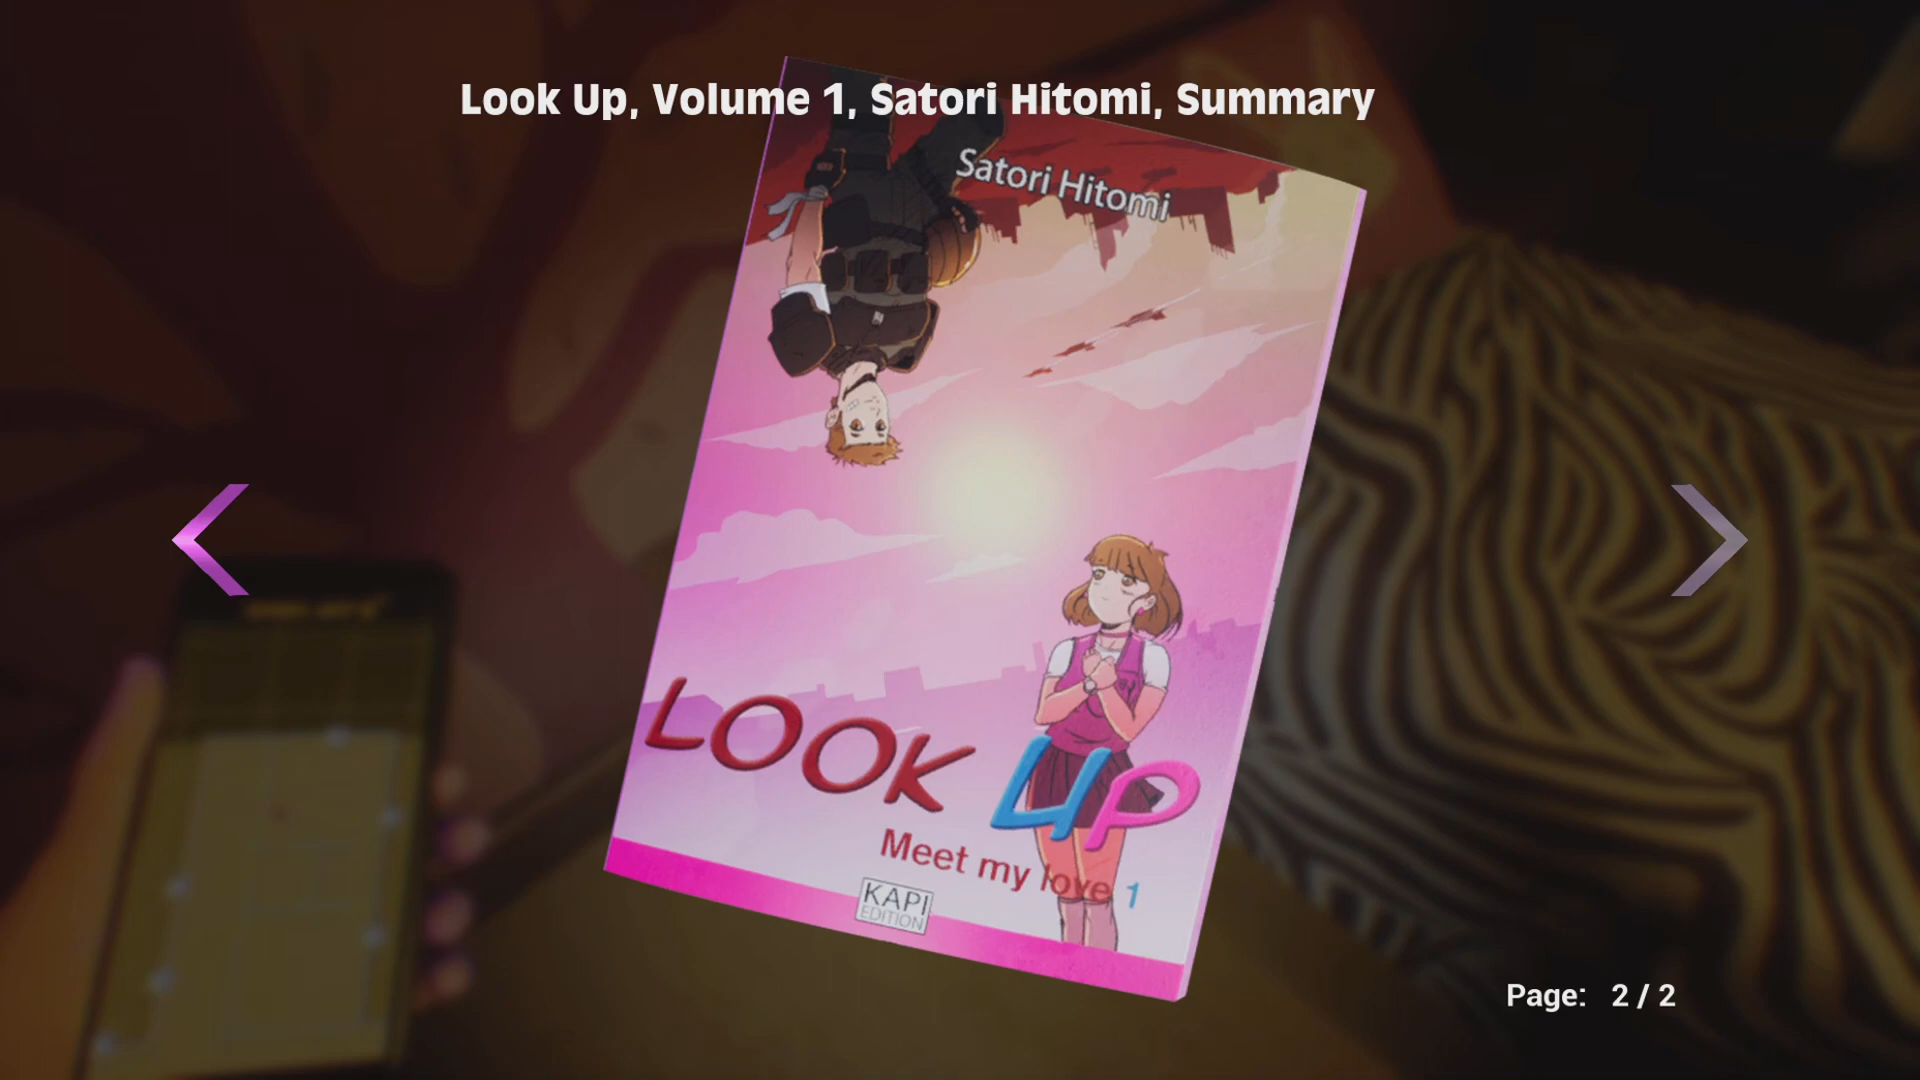 Look Up, Volume 1, Satori Hitomi, Summary
Satori Hitomi
LOOK UP
Meet my love 1
KAPI
EDITION
Page: 2 / 2